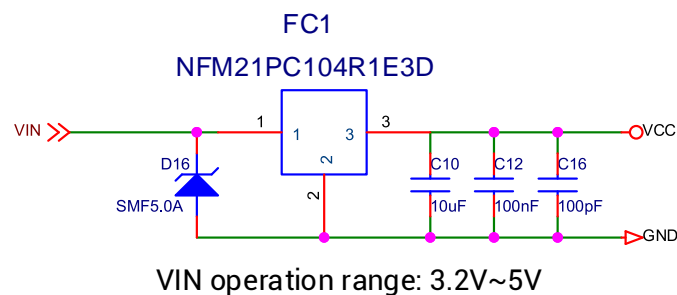 FC1
NFM21PC104R1E3D
VIN
1
1
3
3
VCC
2
2
D16
SMF5.0A
C10
10uF
C12
100nF
C16
100pF
GND
VIN operation range: 3.2V~5V